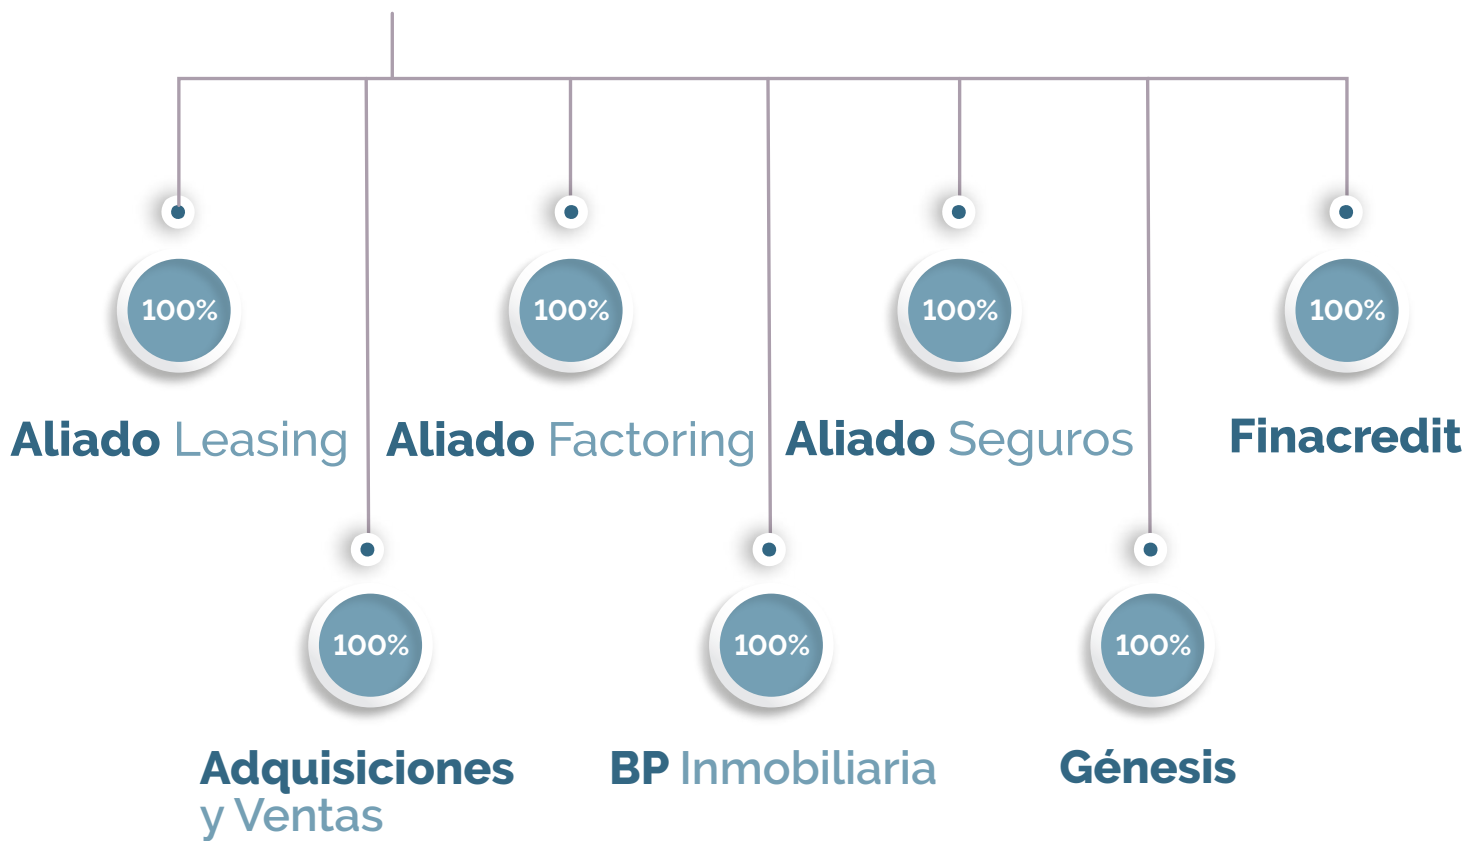 100%
100%
100%
100%
Aliado Leasing
Aliado Factoring
Aliado Seguros
Finacredit
100%
100%
100%
Adquisiciones
y Ventas
BP Inmobiliaria
Génesis